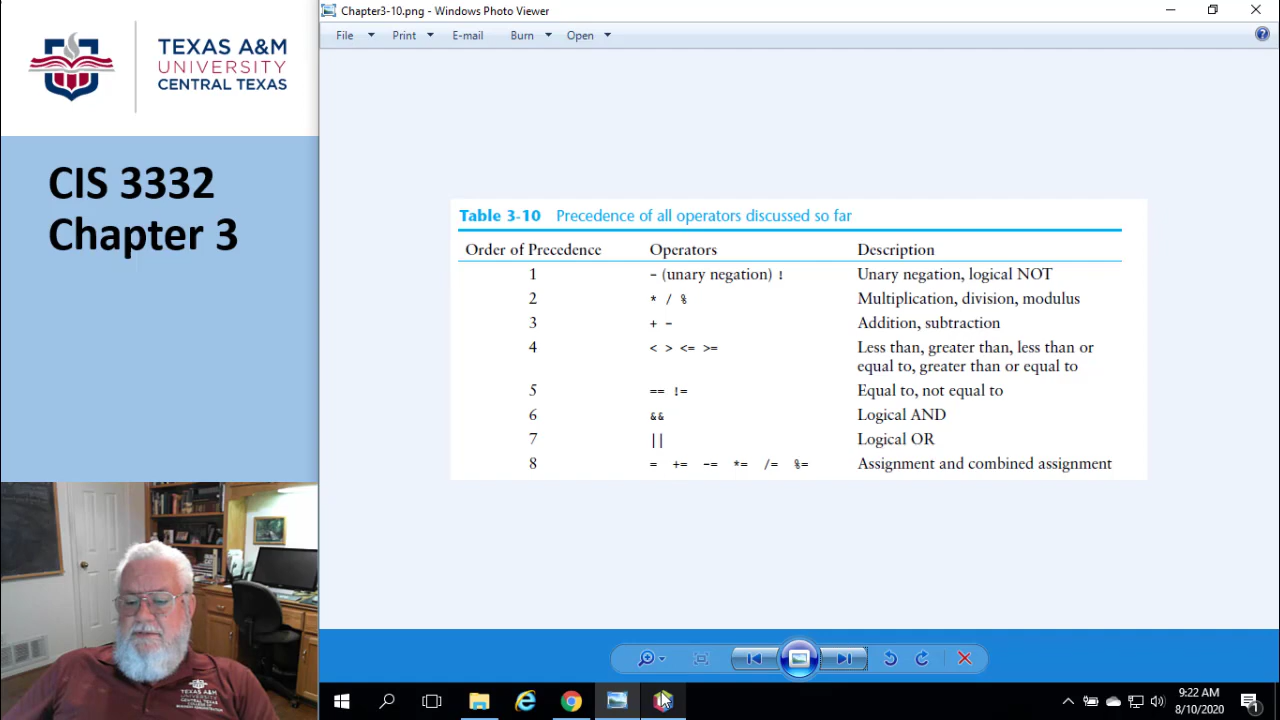 Chapter3-10.png - Windows Photo Viewer
File Print E-mail Burn Open
TEXAS A&M
UNIVERSITY
CENTRAL TEXAS
CIS 3332
Chapter 3
Table 3-10 Precedence of all operators discussed so far
Order of Precedence Operators Description
1 - (unary negation) ! Unary negation, logical NOT
2 * / % Multiplication, division, modulus
3 + - Addition, subtraction
4 < > <= >= Less than, greater than, less than or
equal to, greater than or equal to
5 == != Equal to, not equal to
6 && Logical AND
7 || Logical OR
8 = += -= *= /= %= Assignment and combined assignment
TEXAS A&M
UNIVERSITY
9:22 AM
8/10/2020
1